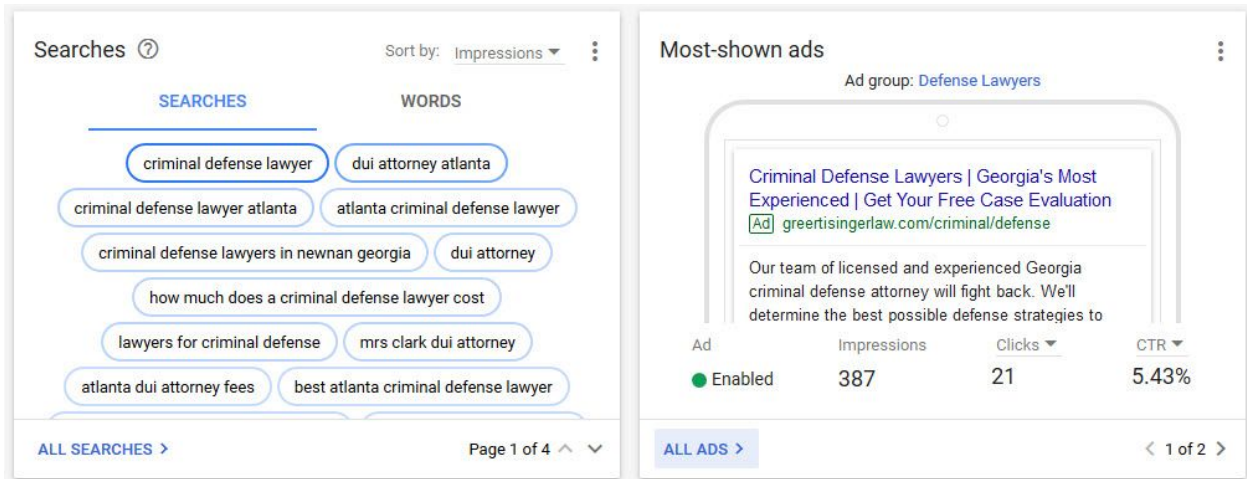 Searches ?
Sort by: Impressions
SEARCHES WORDS
criminal defense lawyer dui attorney atlanta
criminal defense lawyer atlanta atlanta criminal defense lawyer
criminal defense lawyers in newnan georgia dui attorney
how much does a criminal defense lawyer cost
lawyers for criminal defense mrs clark dui attorney
atlanta dui attorney fees best atlanta criminal defense lawyer
ALL SEARCHES > Page 1 of 4
Most-shown ads
Ad group: Defense Lawyers
Criminal Defense Lawyers | Georgia's Most
Experienced | Get Your Free Case Evaluation
Ad greertisingerlaw.com/criminal/defense
Our team of licensed and experienced Georgia
criminal defense attorney will fight back. We'll
determine the best possible defense strategies to
Ad Impressions Clicks CTR
Enabled 387 21 5.43%
ALL ADS > < 1 of 2 >